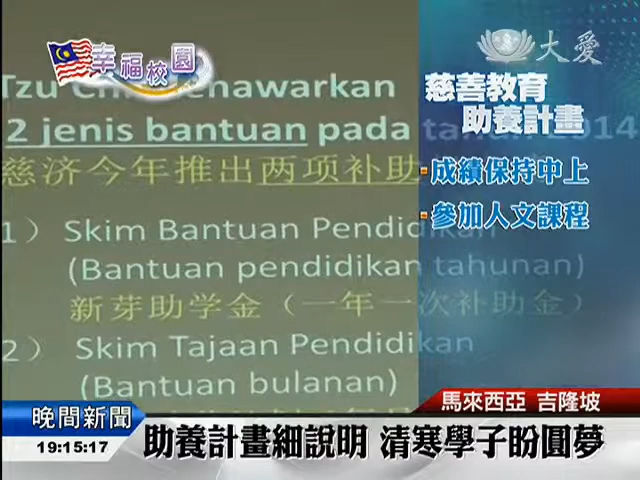 幸福校園
大愛
慈善教育
助養計畫
成績保持中上
參加人文課程
Tzu Chi menawarkan
2 jenis bantuan pada tahun 2014
慈济今年推出两项补助
1） Skim Bantuan Pendidikan
(Bantuan pendidikan tahunan)
新芽助学金（一年一次补助金）
2） Skim Tajaan Pendidikan
(Bantuan bulanan)
馬來西亞 吉隆坡
晚間新聞
19:15:17
助養計畫細說明 清寒學子盼圓夢